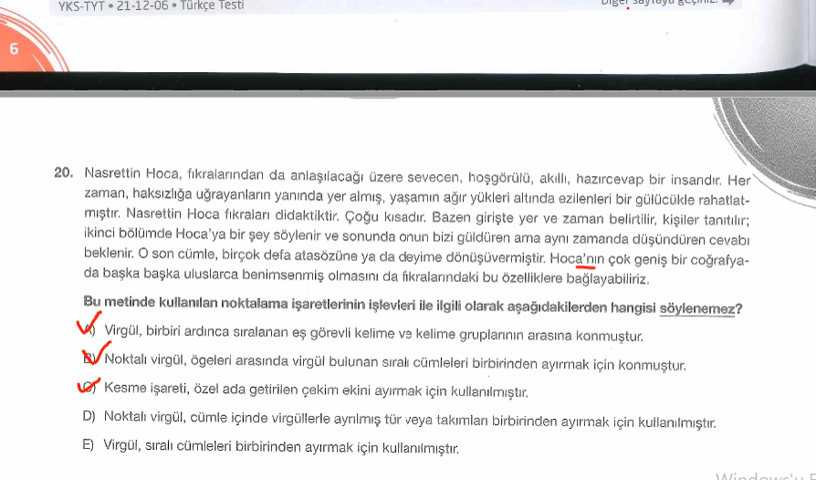 YKS-TYT • 21-12-06 • Türkçe Testi
Diğer sayfaya geçiniz.
6
20. Nasrettin Hoca, fıkralarından da anlaşılacağı üzere sevecen, hoşgörülü, akıllı, hazırcevap bir insandır. Her
zaman, haksızlığa uğrayanların yanında yer almış, yaşamın ağır yükleri altında ezilenleri bir gülücükle rahatlat-
mıştır. Nasrettin Hoca fıkraları didaktiktir. Çoğu kısadır. Bazen girişte yer ve zaman belirtilir, kişiler tanıtılır;
ikinci bölümde Hoca'ya bir şey söylenir ve sonunda onun bizi güldüren ama aynı zamanda düşündüren cevabı
beklenir. O son cümle, birçok defa atasözüne ya da deyime dönüşüvermiştir. Hoca'nın çok geniş bir coğrafya-
da başka başka uluslarca benimsenmiş olmasını da fıkralarındaki bu özelliklere bağlayabiliriz.
Bu metinde kullanılan noktalama işaretlerinin işlevleri ile ilgili olarak aşağıdakilerden hangisi söylenemez?
A) Virgül, birbiri ardınca sıralanan eş görevli kelime ve kelime gruplarının arasına konmuştur.
B) Noktalı virgül, ögeleri arasında virgül bulunan sıralı cümleleri birbirinden ayırmak için konmuştur.
C) Kesme işareti, özel ada getirilen çekim ekini ayırmak için kullanılmıştır.
D) Noktalı virgül, cümle içinde virgüllerle ayrılmış tür veya takımları birbirinden ayırmak için kullanılmıştır.
E) Virgül, sıralı cümleleri birbirinden ayırmak için kullanılmıştır.